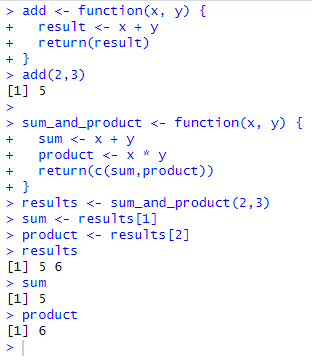 > add <- function(x, y) {
+   result <- x + y
+   return(result)
+ }
> add(2,3)
[1] 5
>
> sum_and_product <- function(x, y) {
+   sum <- x + y
+   product <- x * y
+   return(c(sum,product))
+ }
> results <- sum_and_product(2,3)
> sum <- results[1]
> product <- results[2]
> results
[1] 5 6
> sum
[1] 5
> product
[1] 6
>